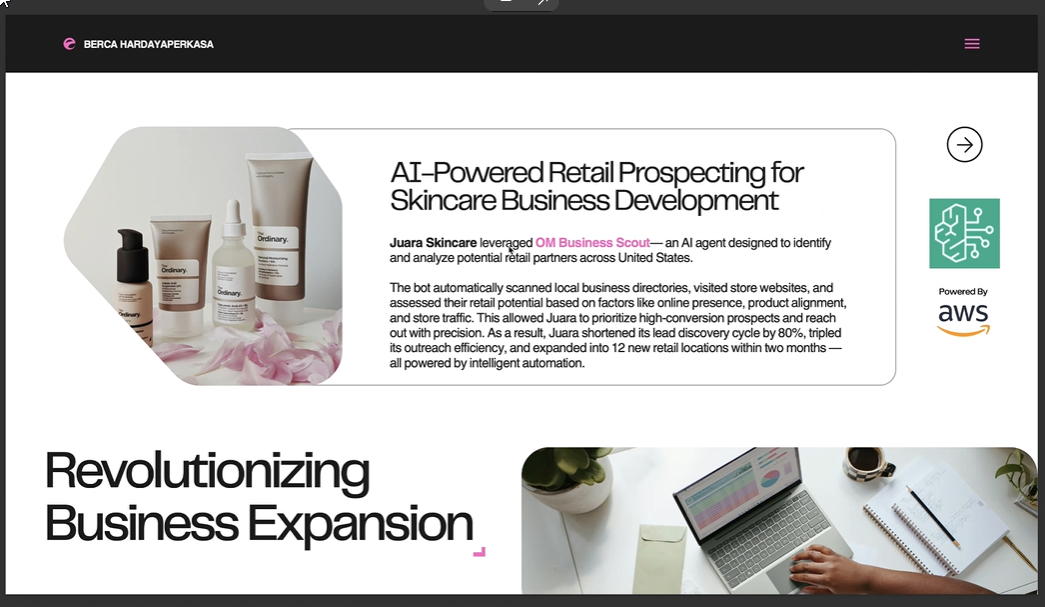 BERCA HARDAYAPERKASA
AI-Powered Retail Prospecting for
Skincare Business Development
Juara Skincare leveraged OM Business Scout— an AI agent designed to identify
and analyze potential retail partners across United States.
The bot automatically scanned local business directories, visited store websites, and
assessed their retail potential based on factors like online presence, product alignment,
and store traffic. This allowed Juara to prioritize high-conversion prospects and reach
out with precision. As a result, Juara shortened its lead discovery cycle by 80%, tripled
its outreach efficiency, and expanded into 12 new retail locations within two months —
all powered by intelligent automation.
Ordinary.
Ordinary.
Ordinary.
Ordinary.
Powered By
aws
Revolutionizing
Business Expansion